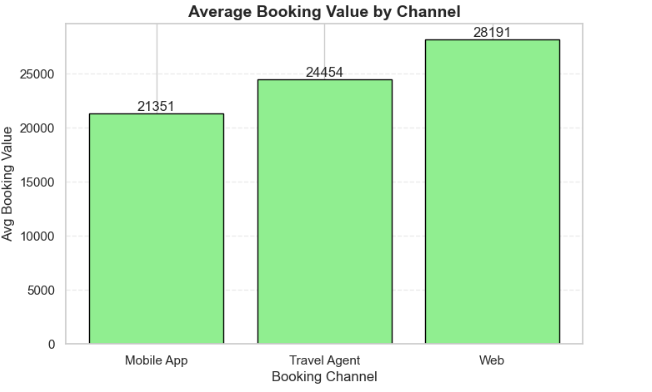 Average Booking Value by Channel
28191
24454
21351
25000
20000
15000
10000
5000
0
Avg Booking Value
Mobile App
Travel Agent
Web
Booking Channel